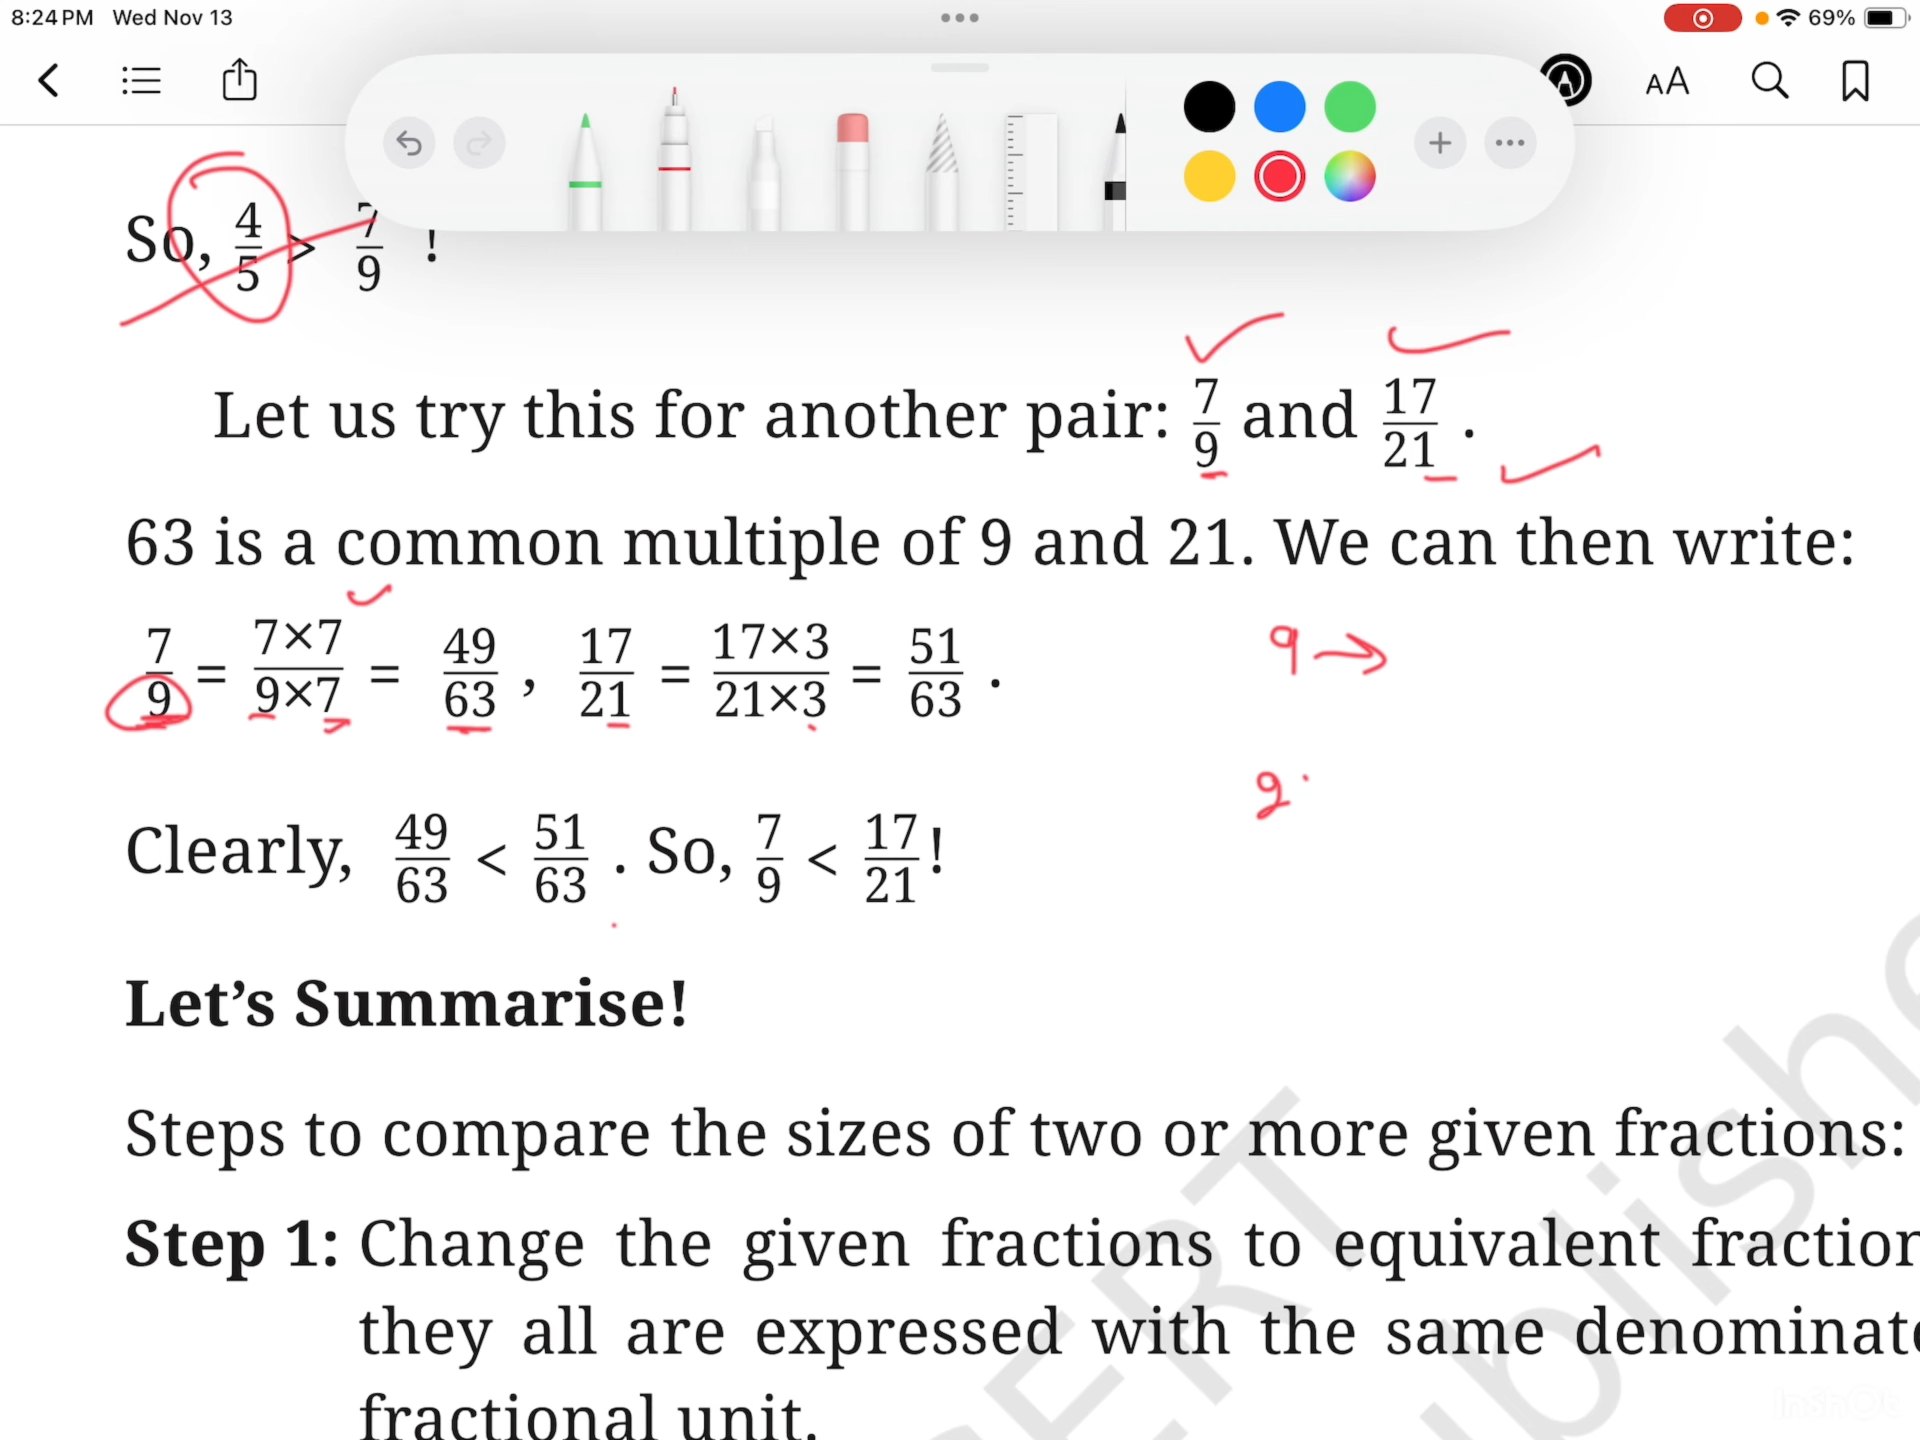 8:24 PM Wed Nov 13
69%
AA
So, 4/5 > 7/9 !
Let us try this for another pair: 7/9 and 17/21 .
63 is a common multiple of 9 and 21. We can then write:
7/9 = 7×7/9×7 = 49/63 , 17/21 = 17×3/21×3 = 51/63 .
9 →
2
Clearly, 49/63 < 51/63 . So, 7/9 < 17/21!
Let’s Summarise!
Steps to compare the sizes of two or more given fractions:
Step 1: Change the given fractions to equivalent fraction
they all are expressed with the same denominat
fractional unit.
ERT
blishe
InShOt